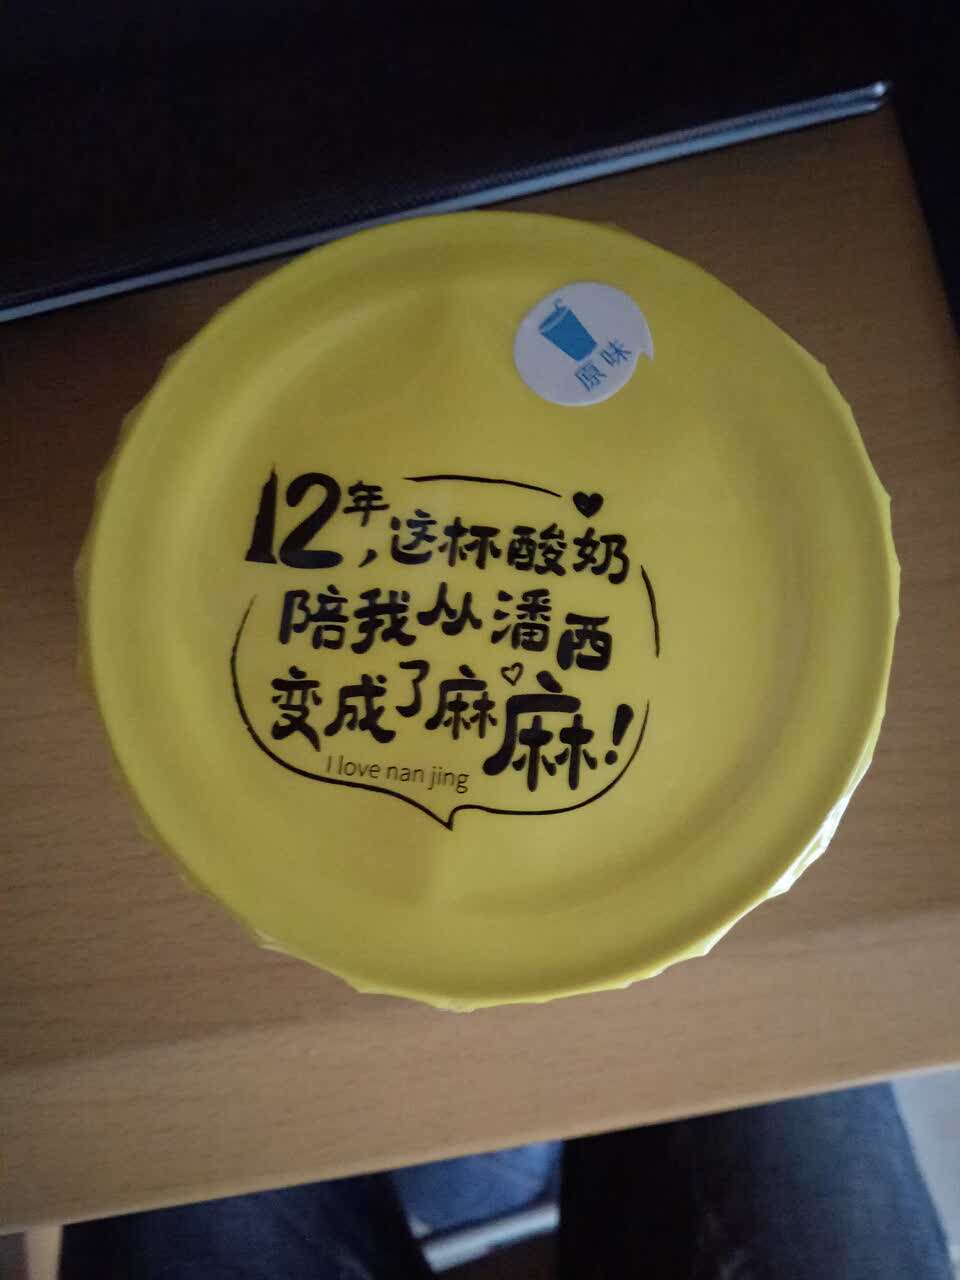 原味
12年，这杯酸奶
陪我从潘西
变成了麻麻！
I love nan jing